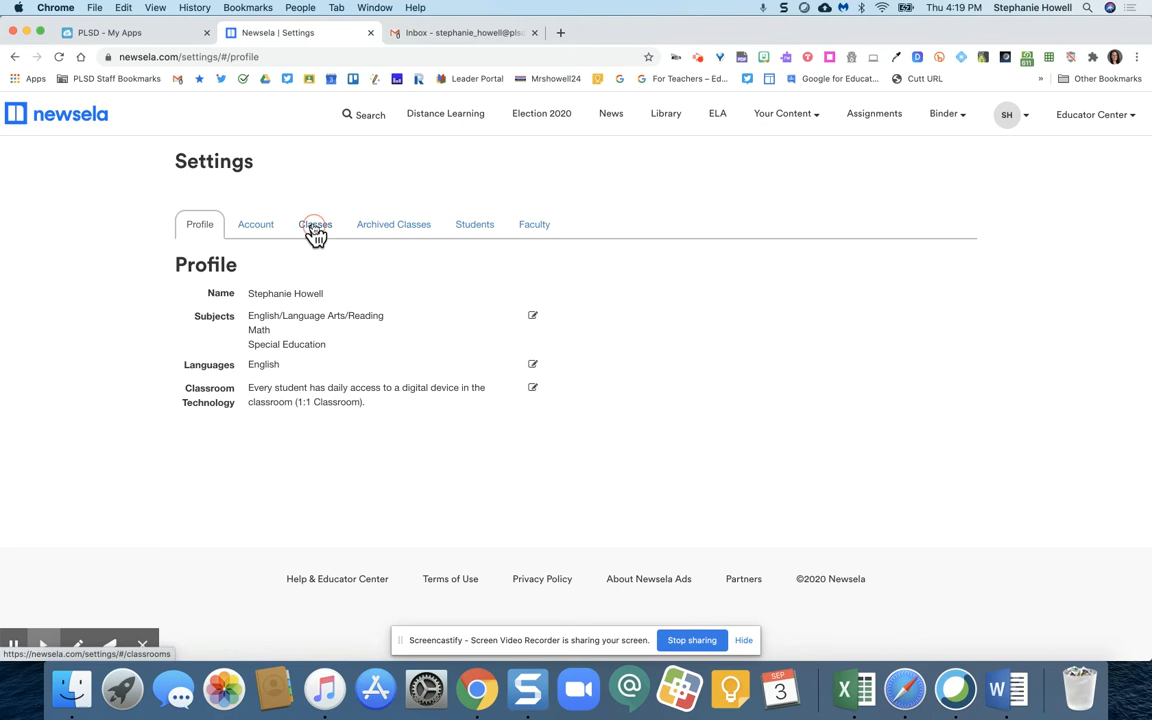 Chrome File Edit View History Bookmarks People Tab Window Help Thu 4:19 PM Stephanie Howell
PLSD - My Apps Newsela | Settings Inbox - stephanie_howell@pls
newsela.com/settings/#/profile
Apps PLSD Staff Bookmarks Leader Portal Mrshowell24 For Teachers – Ed... Google for Educat... Cutt URL » Other Bookmarks
newsela Search Distance Learning Election 2020 News Library ELA Your Content Assignments Binder SH Educator Center
Settings
Profile Account Classes Archived Classes Students Faculty
Profile
Name Stephanie Howell
Subjects English/Language Arts/Reading
Math
Special Education
Languages English
Classroom Every student has daily access to a digital device in the
Technology classroom (1:1 Classroom).
Help & Educator Center Terms of Use Privacy Policy About Newsela Ads Partners ©2020 Newsela
Screencastify - Screen Video Recorder is sharing your screen. Stop sharing Hide
https://newsela.com/settings/#/classrooms
SEP
3